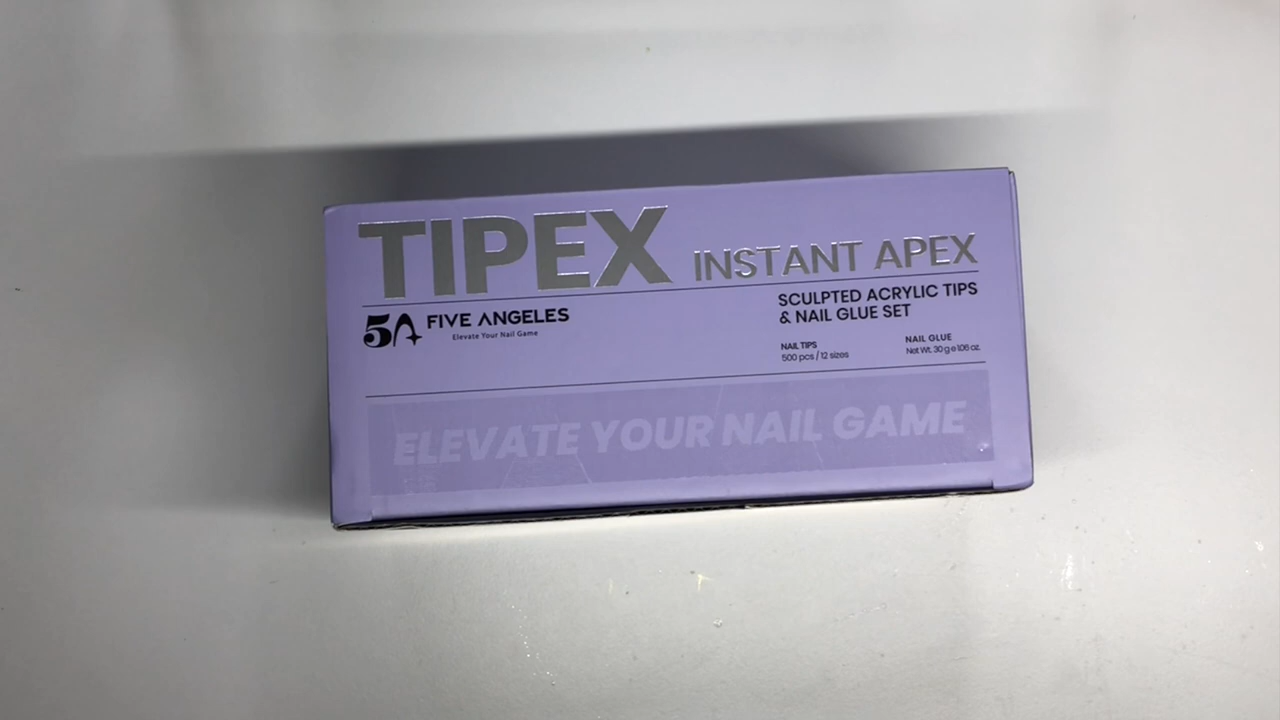 TIPEX INSTANT APEX
5A FIVE ANGELES
Elevate Your Nail Game
SCULPTED ACRYLIC TIPS
& NAIL GLUE SET
NAIL TIPS
500 pcs / 12 sizes
NAIL GLUE
Net Wt. 30 g e 1.06 oz.
ELEVATE YOUR NAIL GAME